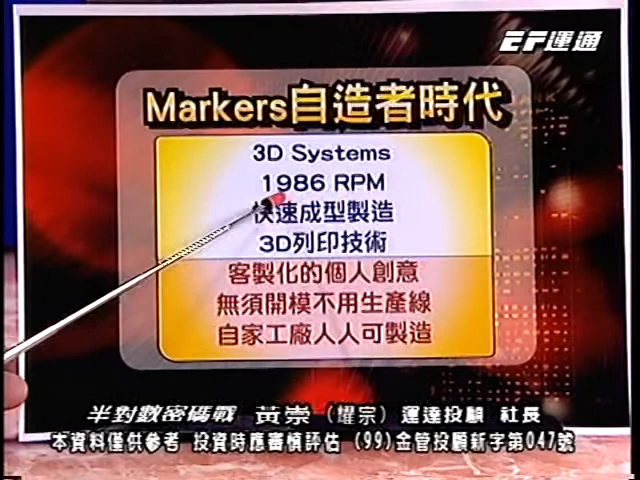 EF運通
Markers自造者時代
3D Systems
1986 RPM
快速成型製造
3D列印技術
客製化的個人創意
無須開模不用生產線
自家工廠人人可製造
半對數密碼戰 黃崇（耀宗）運達投顧 社長
本資料僅供參考 投資時應審慎評估 (99)金管投顧新字第047號